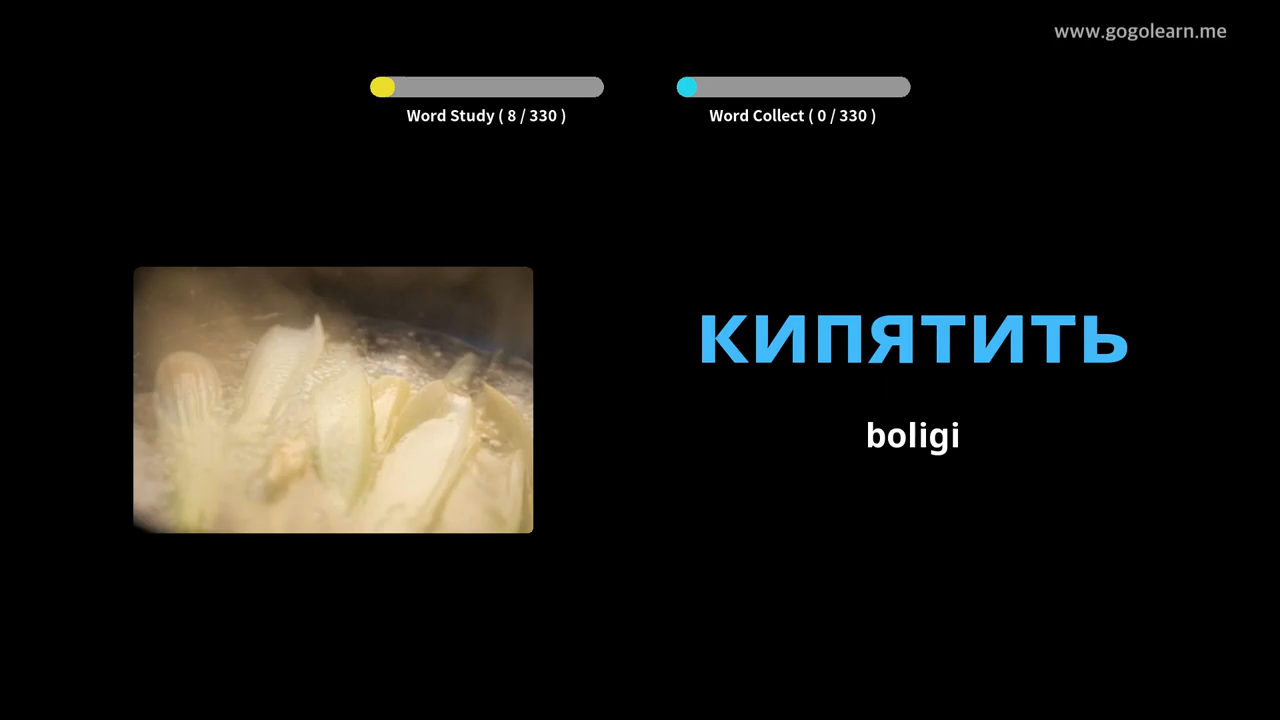 www.gogolearn.me
Word Study ( 8 / 330 )
Word Collect ( 0 / 330 )
кипятить
boligi